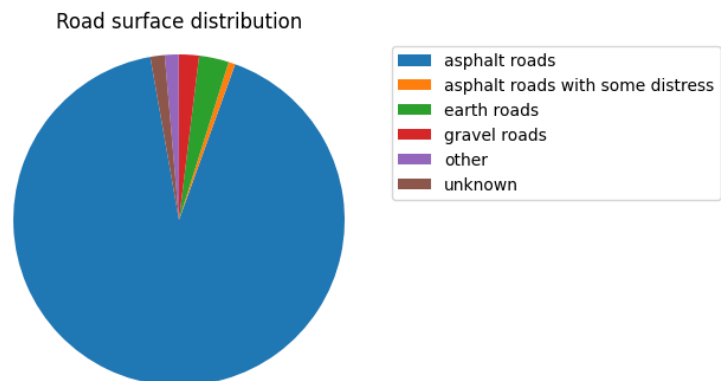 Road surface distribution
asphalt roads
asphalt roads with some distress
earth roads
gravel roads
other
unknown